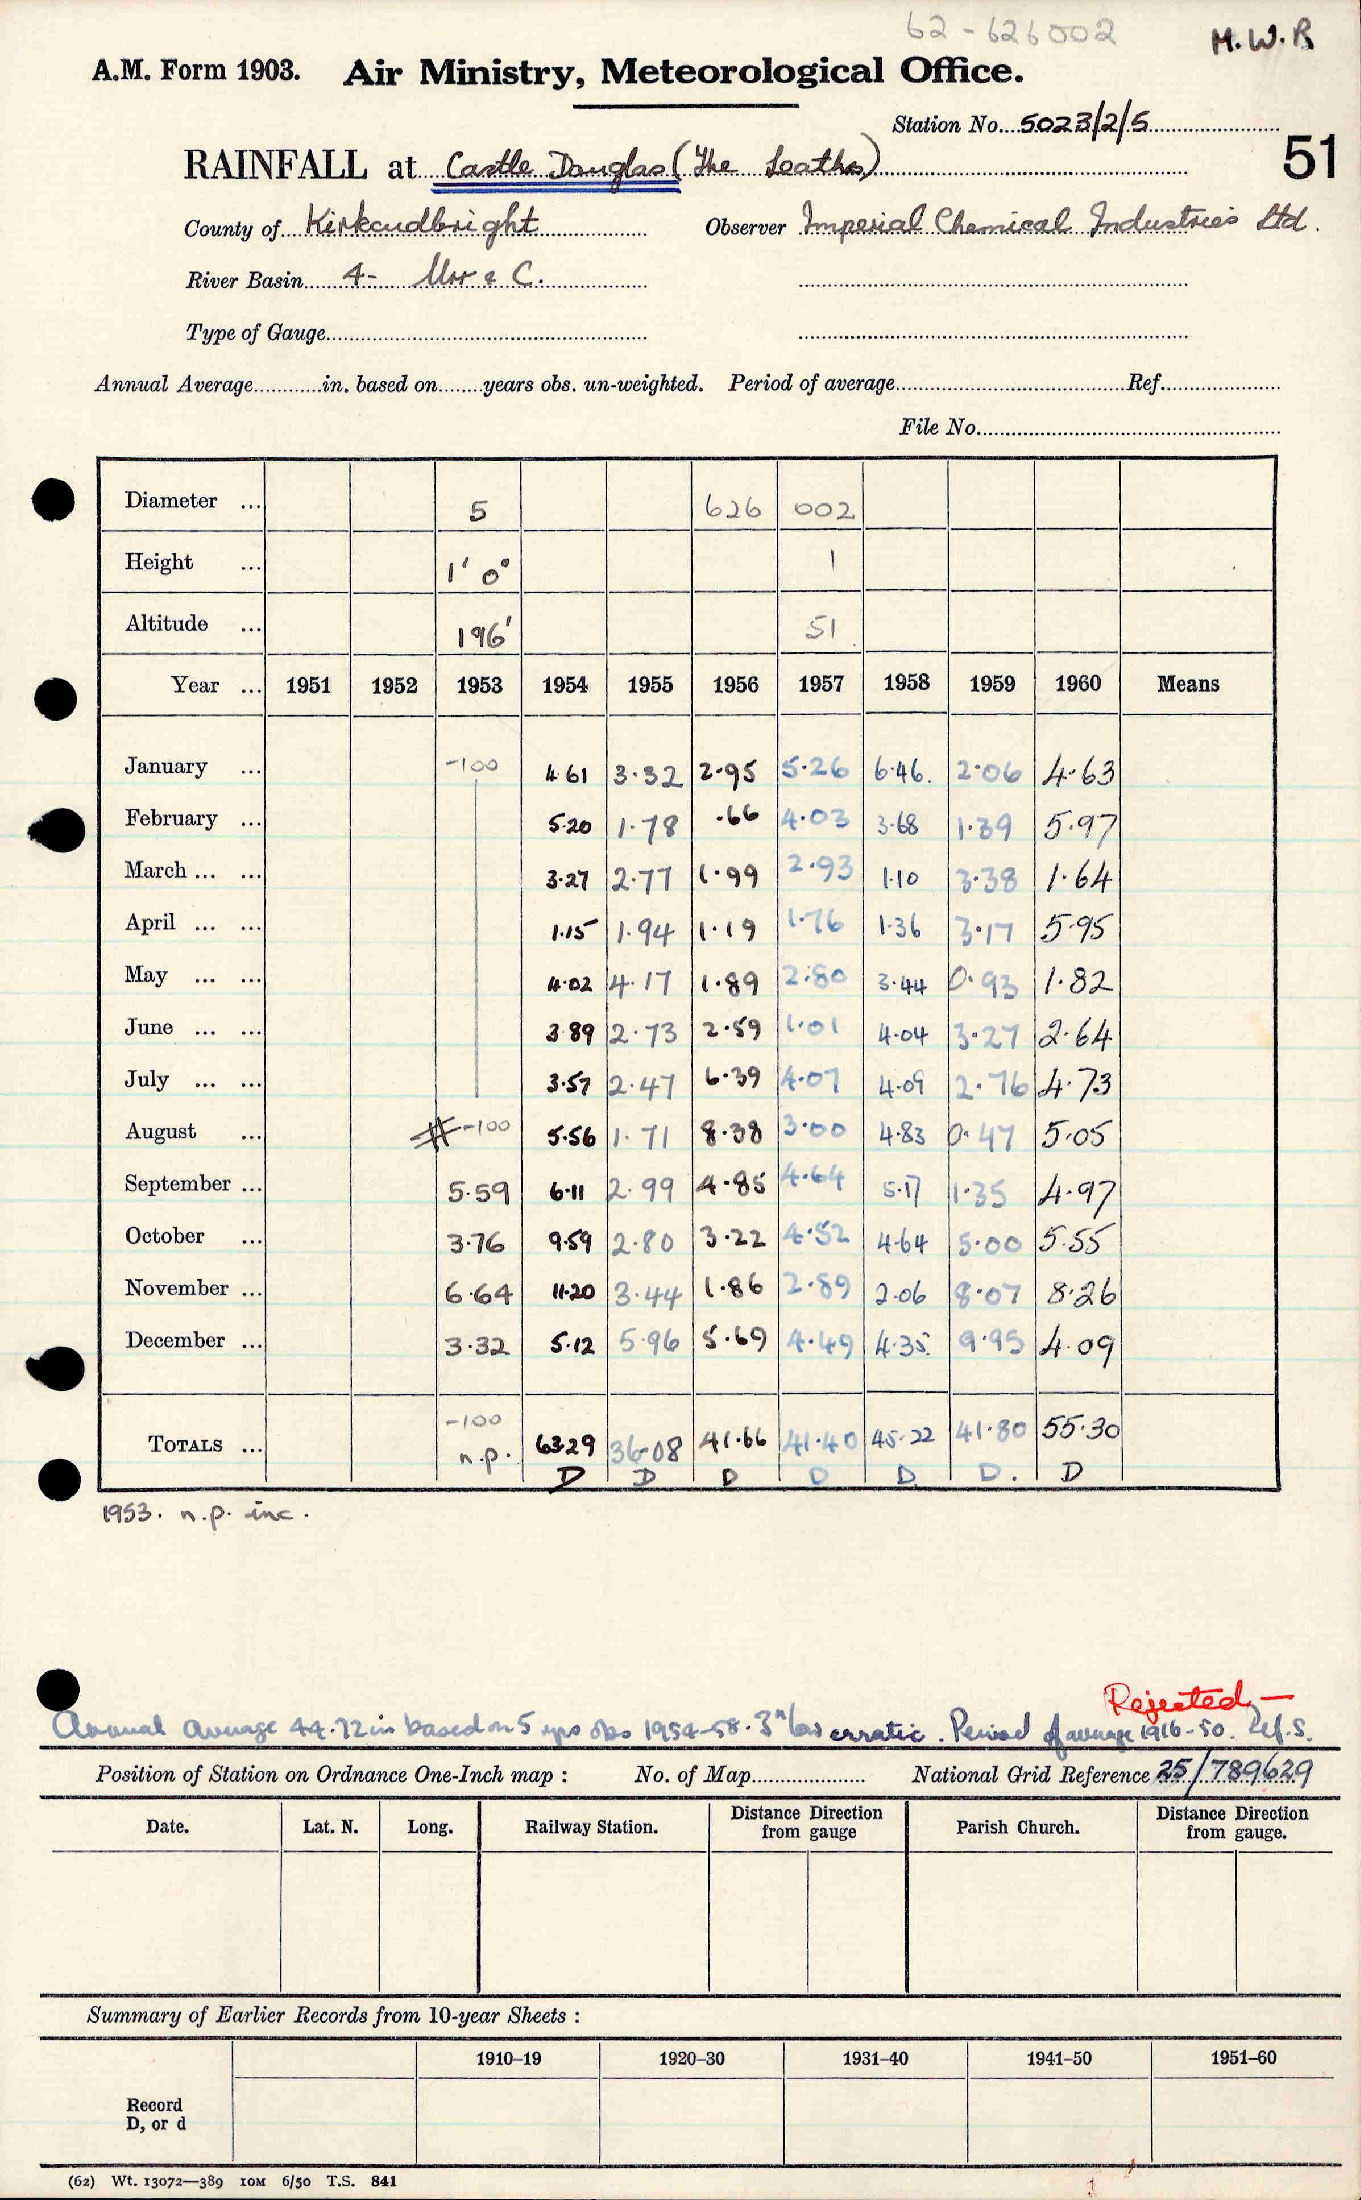 62-626002 M.W.R
A.M. Form 1903. Air Ministry, Meteorological Office.
Station No....5023/2/5
51
RAINFALL at Castle Douglas (The Leaths)
County of Kirkcudbright Observer Imperial Chemical Industries Ltd.
River Basin 4- Urr & C.
Type of Gauge
Annual Average in. based on years obs. un-weighted. Period of average Ref.
File No.
Diameter ... 5 626 002
Height ... 1' 0" 1
Altitude ... 196' 51
Year ... 1951 1952 1953 1954 1955 1956 1957 1958 1959 1960 Means
January ... -100 4.61 3.32 2.95 5.26 6.46. 2.06 4.63
February ... 5.20 1.78 .66 4.03 3.68 1.39 5.97
March ... ... 3.27 2.77 1.99 2.93 1.10 3.38 1.64
April ... ... 1.15 1.94 1.19 1.76 1.36 3.17 5.95
May ... ... 4.02 4.17 1.89 2.80 3.44 0.93 1.82
June ... ... 3.89 2.73 2.59 1.01 4.04 3.27 2.64
July ... ... 3.57 2.47 6.39 4.07 4.09 2.76 4.73
August ... # -100 5.56 1.71 8.38 3.00 4.83 0.47 5.05
September ... 5.59 6.11 2.99 4.85 4.64 5.17 1.35 4.97
October ... 3.76 9.59 2.80 3.22 4.52 4.64 5.00 5.55
November ... 6.64 11.20 3.44 1.86 2.89 2.06 8.07 8.26
December ... 3.32 5.12 5.96 5.69 4.49 4.35. 9.95 4.09
-100
TOTALS ... n.p. 63.29 36.08 41.66 41.40 45.22 41.80 55.30
D D D D D D. D
1953. n.p. inc.
Rejected —
Annual average 44.72 in based on 5 yrs obs 1954-58. erratic. Period of average 1916-50. Ref.S.
Position of Station on Ordnance One-Inch map : No. of Map National Grid Reference 25/789629
Date. Lat. N. Long. Railway Station. Distance Direction from gauge Parish Church. Distance Direction from gauge.
Summary of Earlier Records from 10-year Sheets :
1910–19 1920–30 1931–40 1941–50 1951–60
Record
D, or d
(62) Wt. 13072—389 10M 6/50 T.S. 841